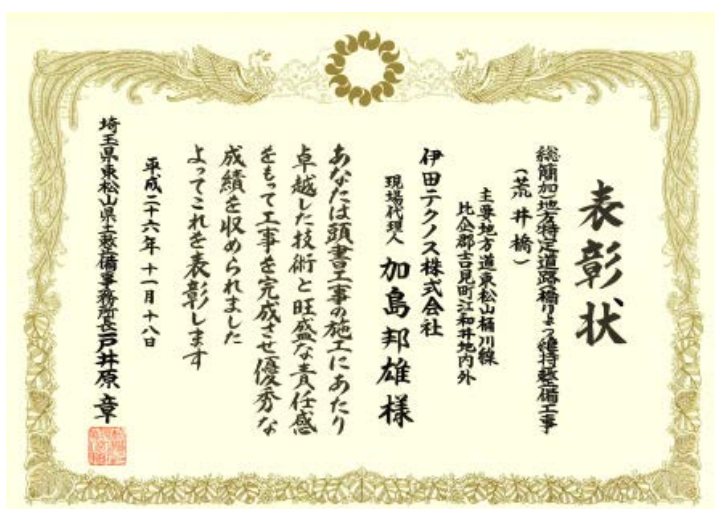 表彰状
総簡加)地方特定道路(橋りょう)維持整備工事
(荒井橋)
主要地方道東松山桶川線
比企郡吉見町江和井地内外
伊田テクノス株式会社
現場代理人 加島邦雄様
あなたは頭書工事の施工にあたり
卓越した技術と旺盛な責任感
をもって工事を完成させ優秀な
成績を収められました
よってこれを表彰します
平成二十六年十一月十八日
埼玉県東松山県土整備事務所長 戸井原章